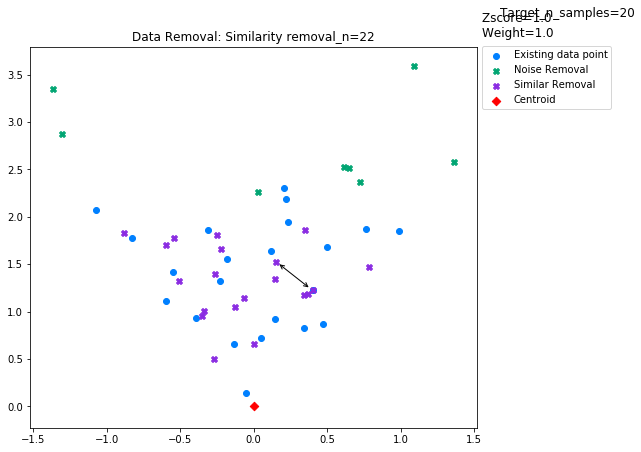 Target_n_samples=20
Zscore=1.0
Weight=1.0
Data Removal: Similarity removal_n=22
Existing data point
Noise Removal
Similar Removal
Centroid
3.5
3.0
2.5
2.0
1.5
1.0
0.5
0.0
−1.5 −1.0 −0.5 0.0 0.5 1.0 1.5